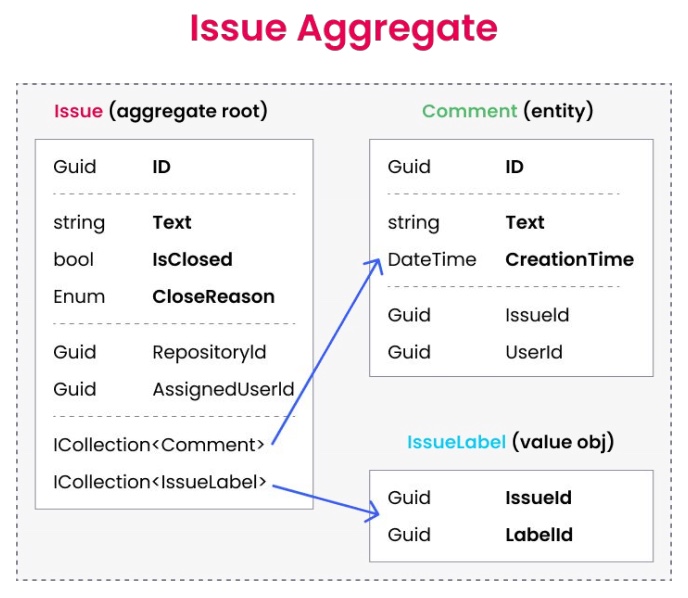 Issue Aggregate
Issue (aggregate root)
Guid ID
string Text
bool IsClosed
Enum CloseReason
Guid RepositoryId
Guid AssignedUserId
ICollection<Comment>
ICollection<IssueLabel>
Comment (entity)
Guid ID
string Text
DateTime CreationTime
Guid IssueId
Guid UserId
IssueLabel (value obj)
Guid IssueId
Guid LabelId